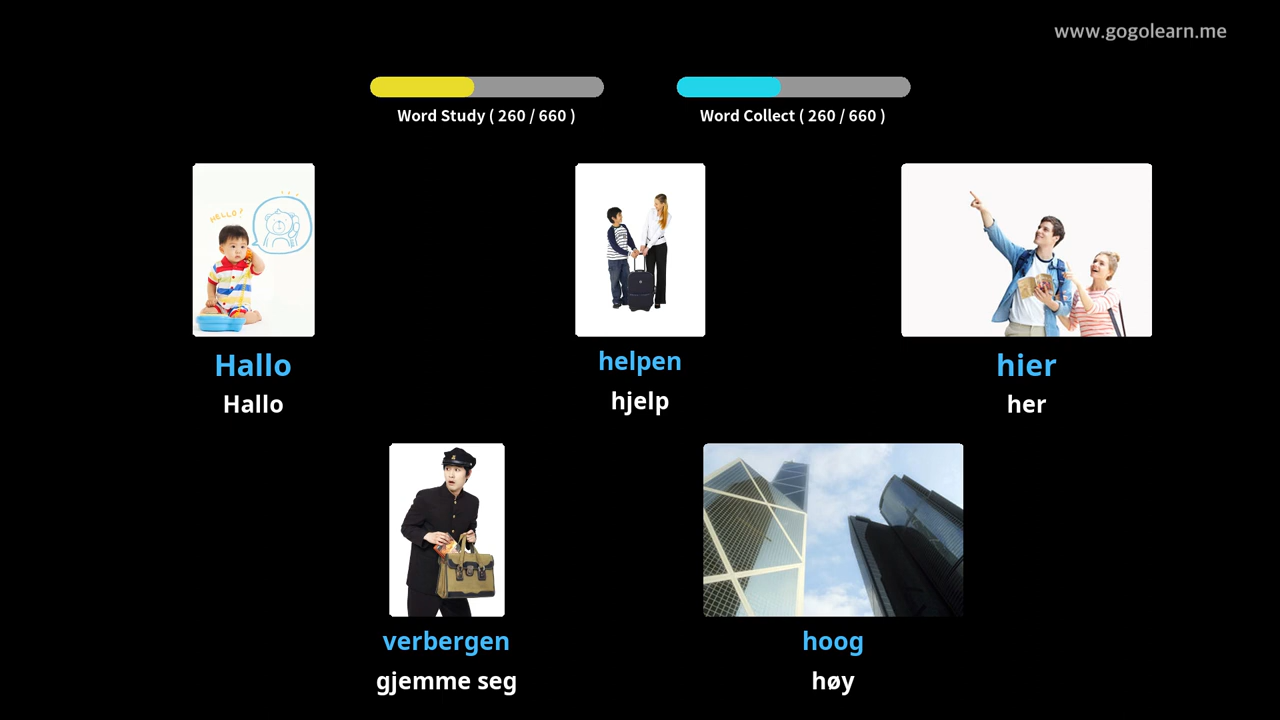 www.gogolearn.me
Word Study ( 260 / 660 )
Word Collect ( 260 / 660 )
HELLO?
Hallo
Hallo
helpen
hjelp
hier
her
verbergen
gjemme seg
hoog
høy